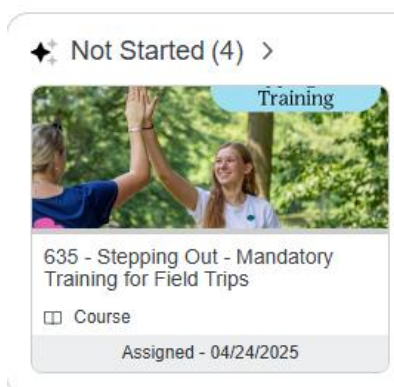 Not Started (4)
Training
635 - Stepping Out - Mandatory
Training for Field Trips
Course
Assigned - 04/24/2025